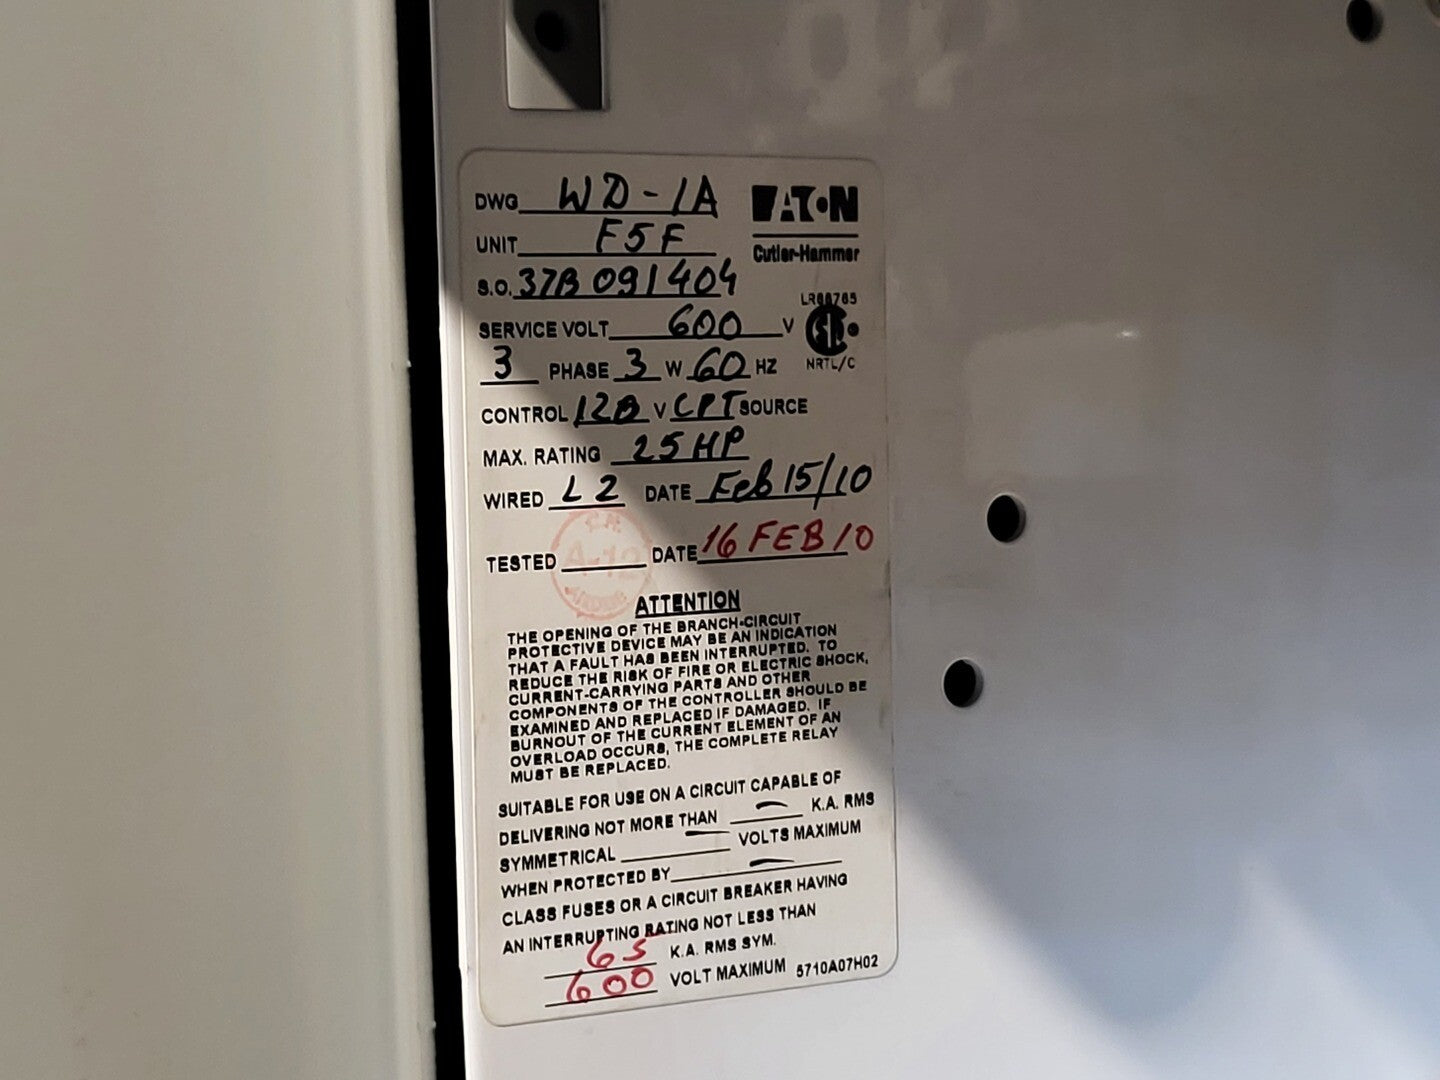 DWG WD-1A
EATON
Cutler-Hammer
UNIT F5F
S.O. 37B091404
LR68765
SERVICE VOLT 600 V
3 PHASE 3 W 60 HZ
NRTL/C
CONTROL V CPT SOURCE
MAX. RATING 25 HP
WIRED L2 DATE Feb 15/10
TESTED A-12 DATE 16 FEB 10
ATTENTION
THE OPENING OF THE BRANCH-CIRCUIT
PROTECTIVE DEVICE MAY BE AN INDICATION
THAT A FAULT HAS BEEN INTERRUPTED. TO
REDUCE THE RISK OF FIRE OR ELECTRIC SHOCK,
CURRENT-CARRYING PARTS AND OTHER
COMPONENTS OF THE CONTROLLER SHOULD BE
EXAMINED AND REPLACED IF DAMAGED. IF
BURNOUT OF THE CURRENT ELEMENT OF AN
OVERLOAD OCCURS, THE COMPLETE RELAY
MUST BE REPLACED.
SUITABLE FOR USE ON A CIRCUIT CAPABLE OF
DELIVERING NOT MORE THAN — K.A. RMS
SYMMETRICAL — VOLTS MAXIMUM
WHEN PROTECTED BY —
CLASS FUSES OR A CIRCUIT BREAKER HAVING
AN INTERRUPTING RATING NOT LESS THAN
65 K.A. RMS SYM.
600 VOLT MAXIMUM 5710A07H02